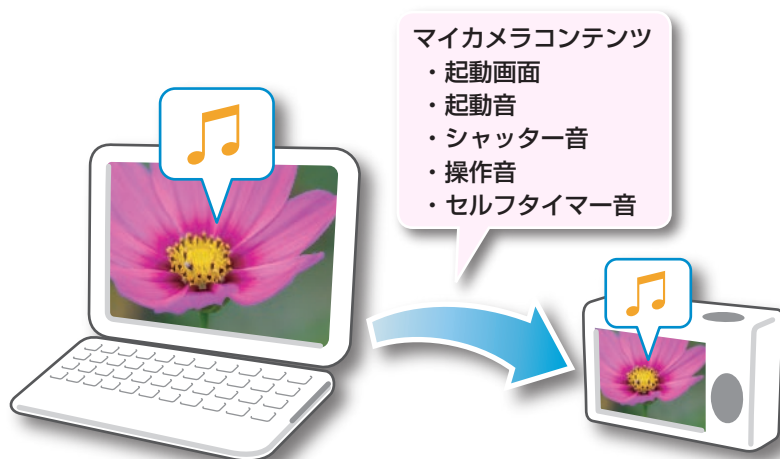 マイカメラコンテンツ
・起動画面
・起動音
・シャッター音
・操作音
・セルフタイマー音